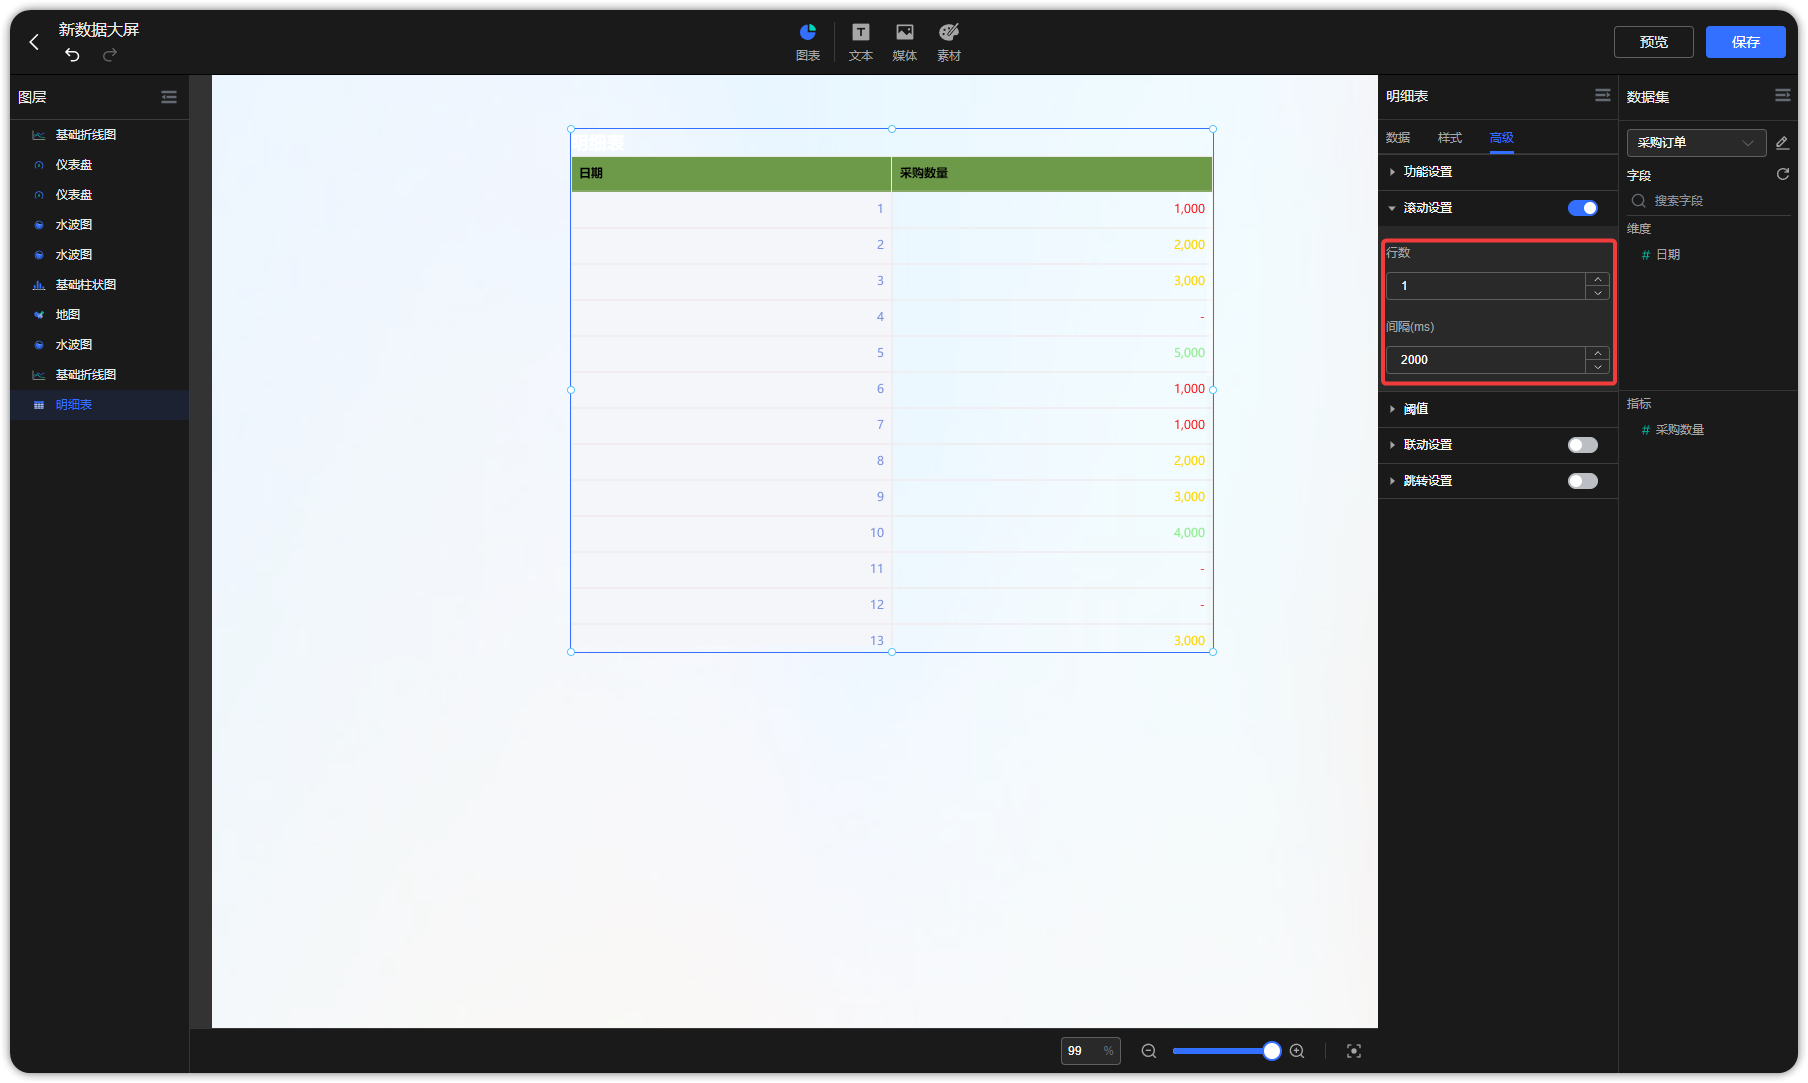 新数据大屏
图表
文本
媒体
素材
预览
保存
图层
基础折线图
仪表盘
仪表盘
水波图
水波图
基础柱状图
地图
水波图
基础折线图
明细表
明细表
日期 采购数量
1 1,000
2 2,000
3 3,000
4 -
5 5,000
6 1,000
7 1,000
8 2,000
9 3,000
10 4,000
11 -
12 -
13 3,000
99 %
明细表
数据 样式 高级
功能设置
滚动设置
行数
1
间隔(ms)
2000
阈值
联动设置
跳转设置
数据集
采购订单
字段
搜索字段
维度
# 日期
指标
# 采购数量